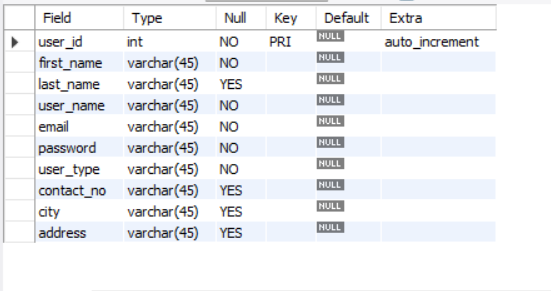 Field Type Null Key Default Extra
user_id int NO PRI NULL auto_increment
first_name varchar(45) NO NULL
last_name varchar(45) YES NULL
user_name varchar(45) NO NULL
email varchar(45) NO NULL
password varchar(45) NO NULL
user_type varchar(45) NO NULL
contact_no varchar(45) YES NULL
city varchar(45) YES NULL
address varchar(45) YES NULL